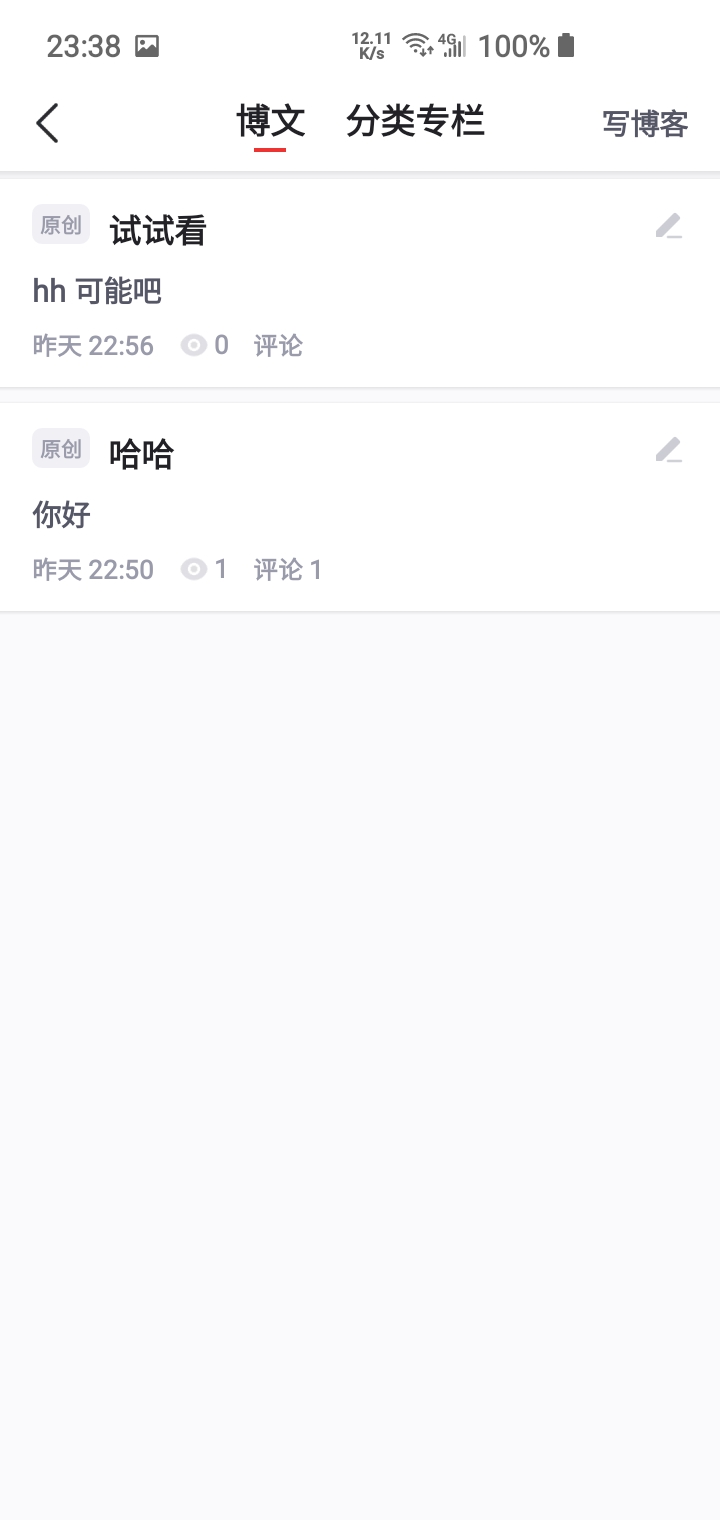 23:38 12.11 K/s 4G 100%
博文 分类专栏 写博客
原创 试试看
hh 可能吧
昨天 22:56 0 评论
原创 哈哈
你好
昨天 22:50 1 评论 1